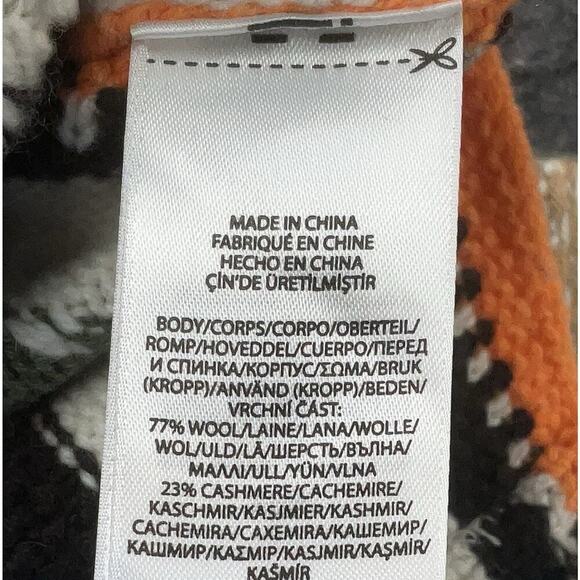 MADE IN CHINA
FABRIQUÉ EN CHINE
HECHO EN CHINA
ÇİN'DE ÜRETİLMİŞTİR
BODY/CORPS/CORPO/OBERTEIL/
ROMP/HOVEDDEL/CUERPO/ПЕРЕД
И СПИНКА/КОРПУС/ΣΩΜΑ/BRUK
(KROPP)/ANVÄND (KROPP)/BEDEN/
VRCHNÍ ČÁST:
77% WOOL/LAINE/LANA/WOLLE/
WOL/ULD/LÃ/ШЕРСТЬ/ВЪЛНА/
ΜΑΛΛΙ/ULL/YÜN/VLNA
23% CASHMERE/CACHEMIRE/
KASCHMIR/KASJMIER/KASHMIR/
CACHEMIRA/CAXEMIRA/КАШЕМИР/
КАШМИР/ΚΑΣΜΙΡ/KASJMIR/KAŞMİR/
KAŠMÍR